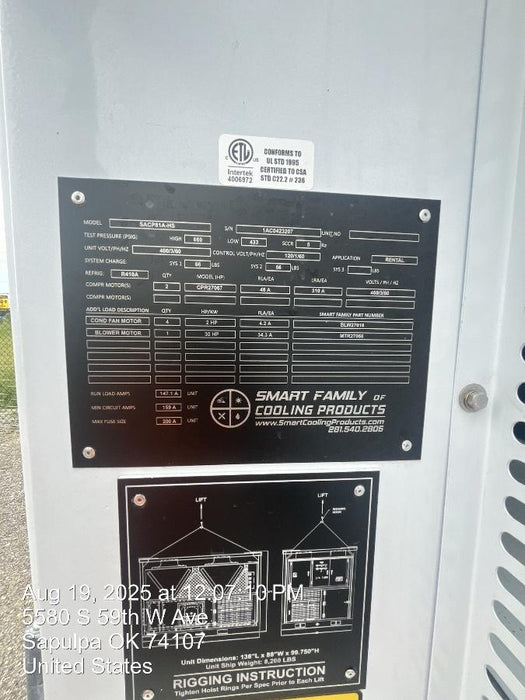 ETL
Intertek
4006972
CONFORMS TO
UL STD 1995
CERTIFIED TO CSA
STD C22.2 # 236
MODEL SACP61A-HS S/N 1AC0423207 UNIT NO
TEST PRESSURE (PSIG) HIGH 650 LOW 433 SCCR 5 Ka
UNIT VOLT/PH/HZ 460/3/60 CONTROL VOLT/PH/HZ 120/1/60 APPLICATION RENTAL
SYSTEM CHARGE: SYS 1 66 LBS SYS 2 66 LBS SYS 3 LBS
REFRIG: R410A QTY MODEL (HP) RLA/EA LRA/EA VOLTS / PH / HZ
COMPR MOTOR(S) 2 CPR27067 48 A 310 A 460/3/60
COMPR MOTOR(S)
ADD'L LOAD DESCRIPTION QTY HP/KW FLA/EA SMART FAMILY PART NUMBER
COND FAN MOTOR 4 2 HP 4.2 A
BLOWER MOTOR 1 30 HP 34.3 A MTR27066
RUN LOAD AMPS 147.1 A UNIT
MIN CIRCUIT AMPS 159 A UNIT
MAX FUSE SIZE 200 A UNIT
SMART FAMILY OF
COOLING PRODUCTS
www.SmartCoolingProducts.com
281.540.2805
LIFT LIFT
Unit Dimensions: 136"L x 89"W x 99.750"H
Unit Ship Weight: 8,200 LBS
RIGGING INSTRUCTION
Tighten Hoist Rings Per Spec Prior to Each Lift
Aug 19, 2025 at 12:07:10 PM
5580 S 59th W Ave
Sapulpa OK 74107
United States